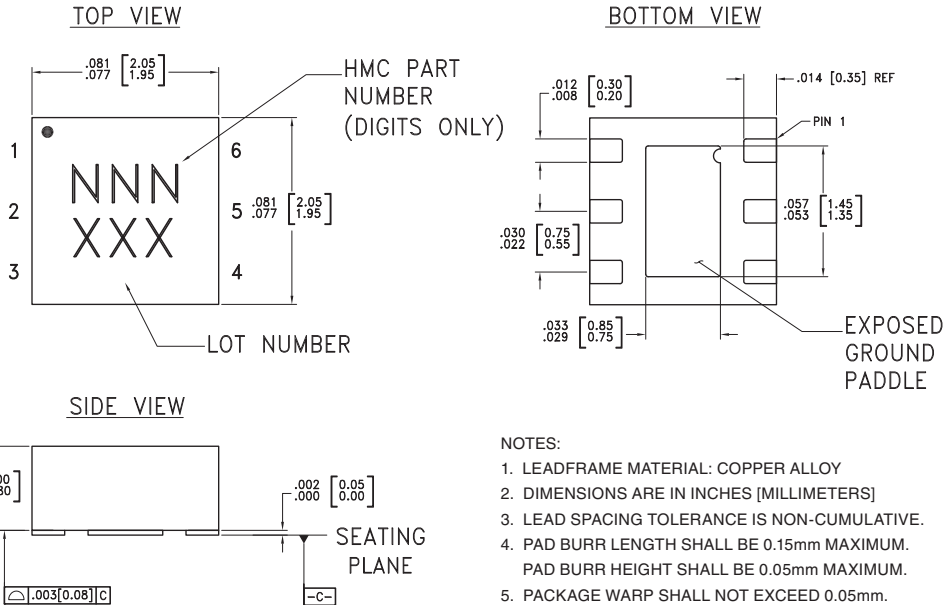 TOP VIEW
.081 [2.05]
.077 [1.95]
HMC PART
NUMBER
(DIGITS ONLY)
1
2
3
6
5
4
NNN
XXX
.081 [2.05]
.077 [1.95]
LOT NUMBER
BOTTOM VIEW
.012 [0.30]
.008 [0.20]
.014 [0.35] REF
PIN 1
.030 [0.75]
.022 [0.55]
.057 [1.45]
.053 [1.35]
.033 [0.85]
.029 [0.75]
EXPOSED
GROUND
PADDLE
SIDE VIEW
.002 [0.05]
.000 [0.00]
SEATING
PLANE
.003[0.08] C
-C-
NOTES:
1. LEADFRAME MATERIAL: COPPER ALLOY
2. DIMENSIONS ARE IN INCHES [MILLIMETERS]
3. LEAD SPACING TOLERANCE IS NON-CUMULATIVE.
4. PAD BURR LENGTH SHALL BE 0.15mm MAXIMUM.
PAD BURR HEIGHT SHALL BE 0.05mm MAXIMUM.
5. PACKAGE WARP SHALL NOT EXCEED 0.05mm.